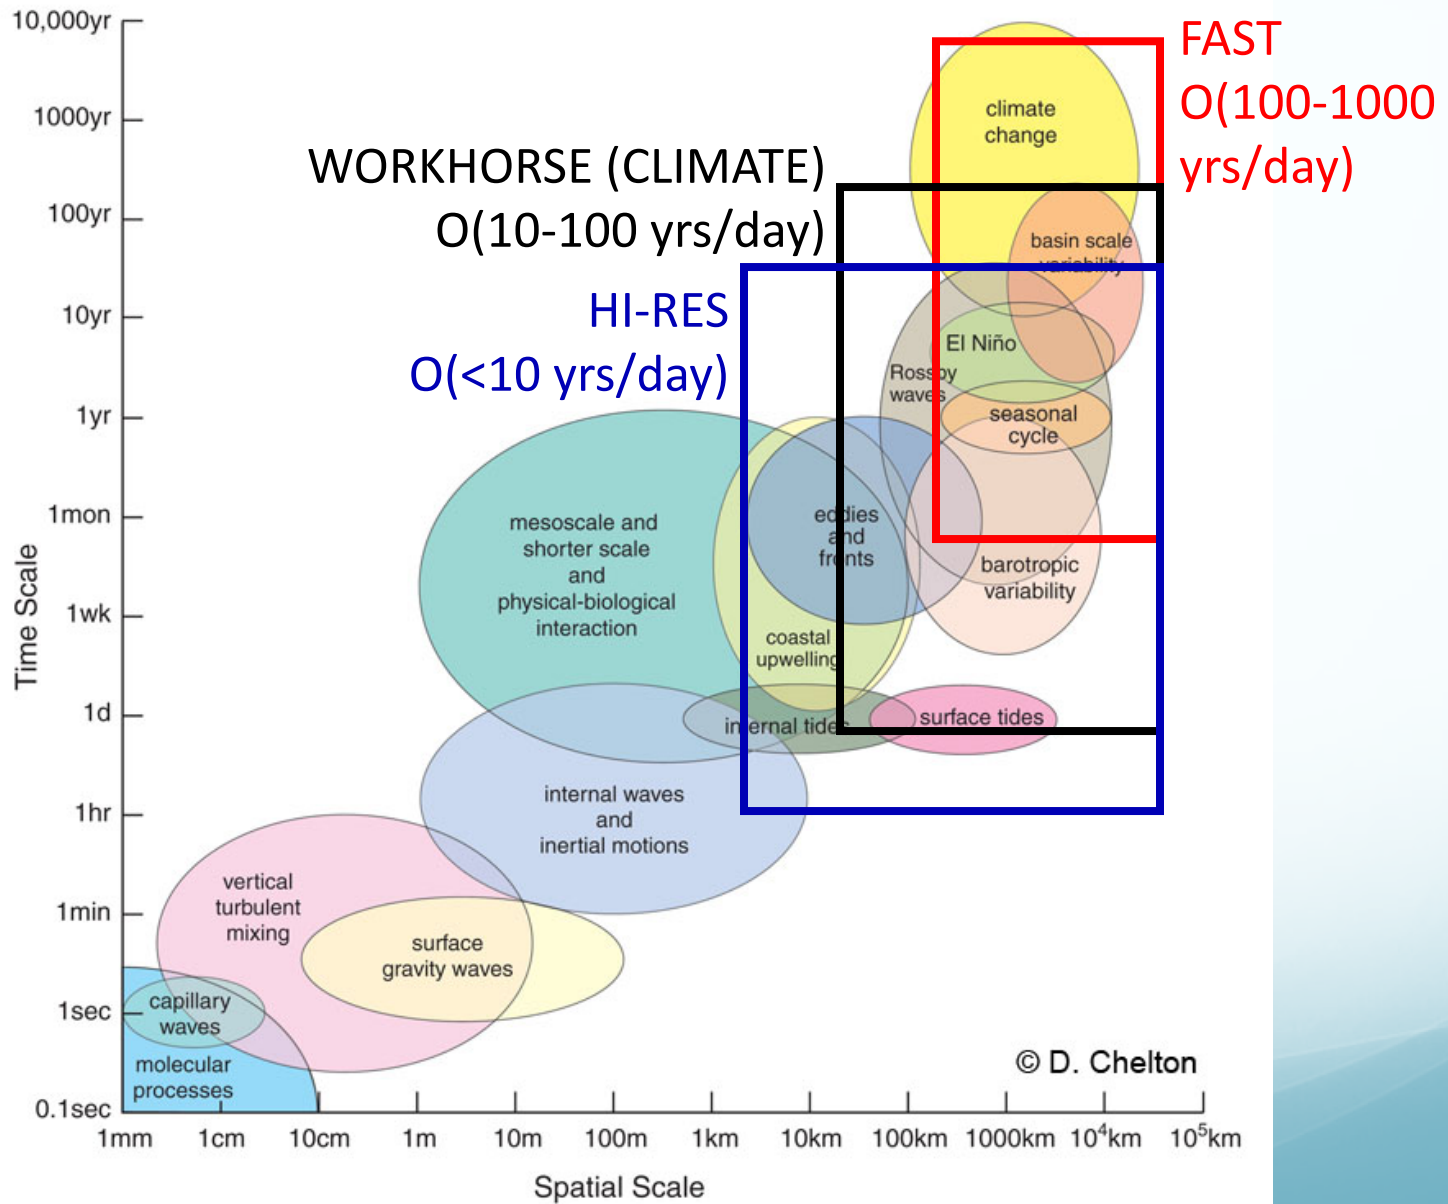 10,000yr
1000yr
100yr
10yr
1yr
1mon
1wk
1d
1hr
1min
1sec
0.1sec
Time Scale
1mm
1cm
10cm
1m
10m
100m
1km
10km
100km
1000km
10⁴km
10⁵km
Spatial Scale
FAST
O(100-1000
yrs/day)
WORKHORSE (CLIMATE)
O(10-100 yrs/day)
HI-RES
O(<10 yrs/day)
climate
change
basin scale
variability
El Niño
Rossby
waves
seasonal
cycle
mesoscale and
shorter scale
and
physical-biological
interaction
eddies
and
fronts
barotropic
variability
coastal
upwelling
internal tides
surface tides
internal waves
and
inertial motions
vertical
turbulent
mixing
surface
gravity waves
capillary
waves
molecular
processes
© D. Chelton